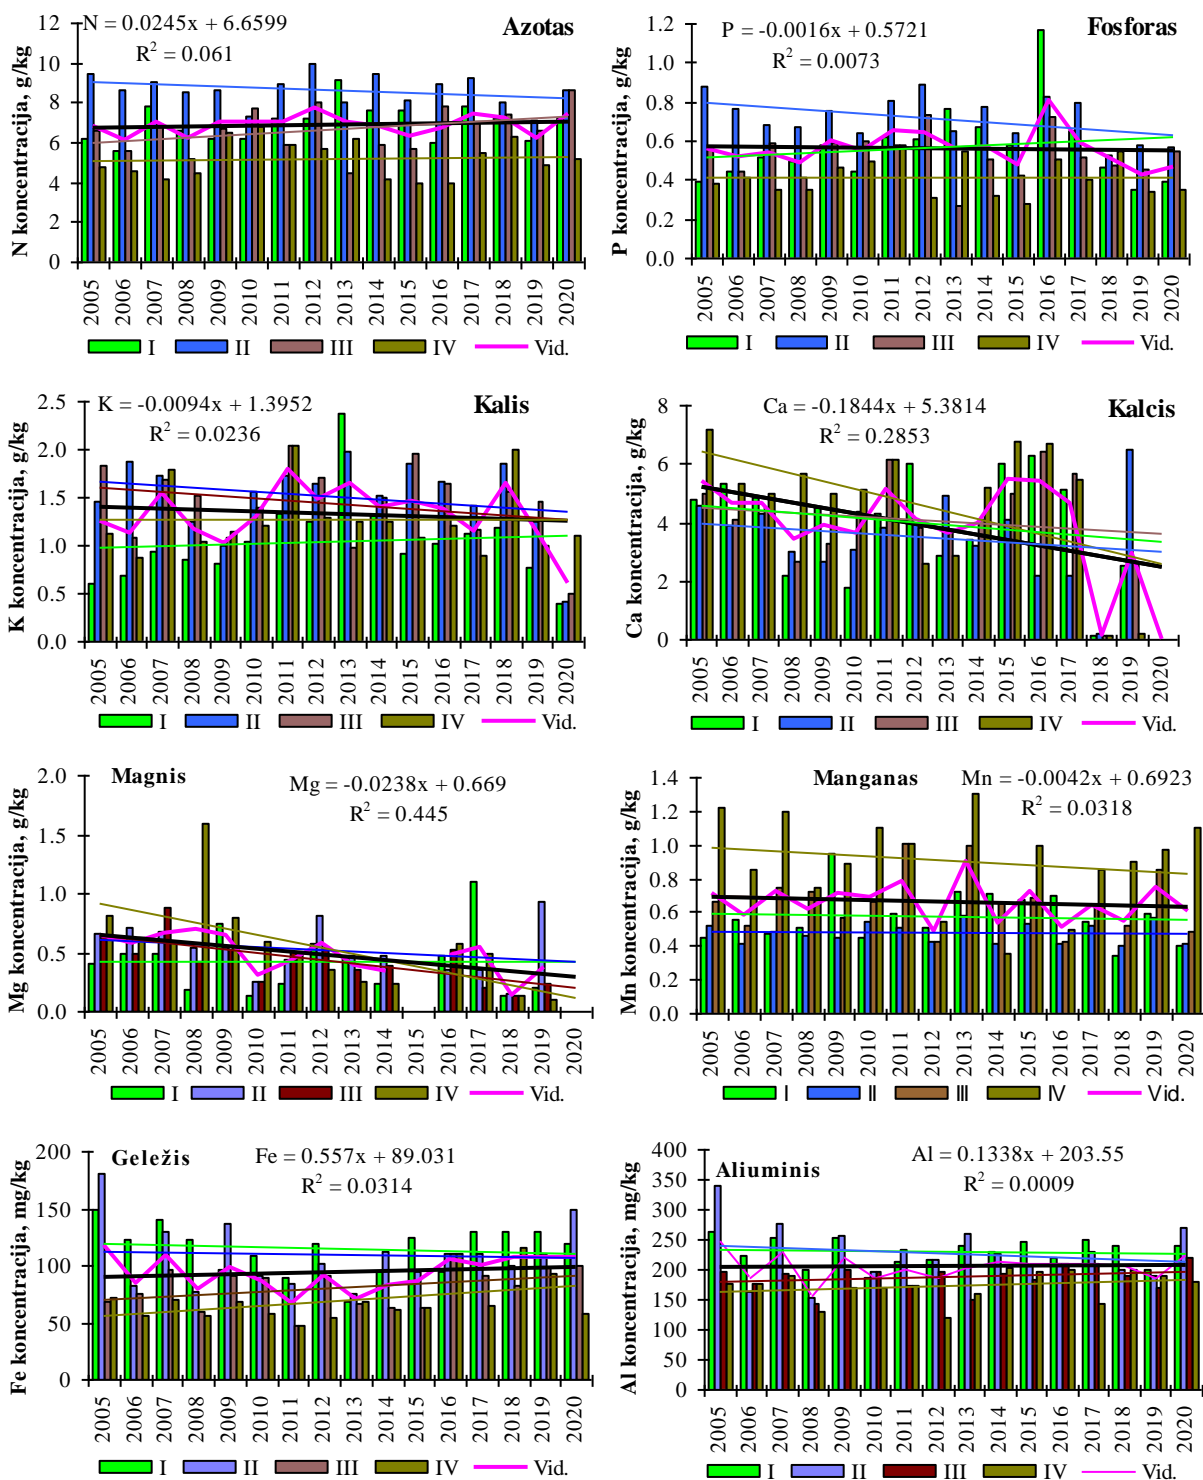 N = 0.0245x + 6.6599
R² = 0.061
Azotas
N koncentracija, g/kg
12
10
8
6
4
2
0
2005 2006 2007 2008 2009 2010 2011 2012 2013 2014 2015 2016 2017 2018 2019 2020
I II III IV Vid.
P = -0.0016x + 0.5721
R² = 0.0073
Fosforas
P koncentracija, g/kg
1.2
1.0
0.8
0.6
0.4
0.2
0.0
2005 2006 2007 2008 2009 2010 2011 2012 2013 2014 2015 2016 2017 2018 2019 2020
I II III IV Vid.
K = -0.0094x + 1.3952
R² = 0.0236
Kalis
K koncentracija, g/kg
2.5
2.0
1.5
1.0
0.5
0.0
2005 2006 2007 2008 2009 2010 2011 2012 2013 2014 2015 2016 2017 2018 2019 2020
I II III IV Vid.
Ca = -0.1844x + 5.3814
R² = 0.2853
Kalcis
Ca koncentracija, g/kg
8
6
4
2
0
2005 2006 2007 2008 2009 2010 2011 2012 2013 2014 2015 2016 2017 2018 2019 2020
I II III IV Vid.
Magnis
Mg = -0.0238x + 0.669
R² = 0.445
Mg koncentracija, g/kg
2.0
1.5
1.0
0.5
0.0
2005 2006 2007 2008 2009 2010 2011 2012 2013 2014 2015 2016 2017 2018 2019 2020
I II III IV Vid.
Manganas
Mn = -0.0042x + 0.6923
R² = 0.0318
Mn koncentracija, g/kg
1.4
1.2
1.0
0.8
0.6
0.4
0.2
0.0
2005 2006 2007 2008 2009 2010 2011 2012 2013 2014 2015 2016 2017 2018 2019 2020
I II III IV Vid.
Geležis
Fe = 0.557x + 89.031
R² = 0.0314
Fe koncentracija, mg/kg
200
150
100
50
0
2005 2006 2007 2008 2009 2010 2011 2012 2013 2014 2015 2016 2017 2018 2019 2020
I II III IV Vid.
Aliuminis
Al = 0.1338x + 203.55
R² = 0.0009
Al koncentracija, mg/kg
400
350
300
250
200
150
100
50
0
2005 2006 2007 2008 2009 2010 2011 2012 2013 2014 2015 2016 2017 2018 2019 2020
I II III IV Vid.